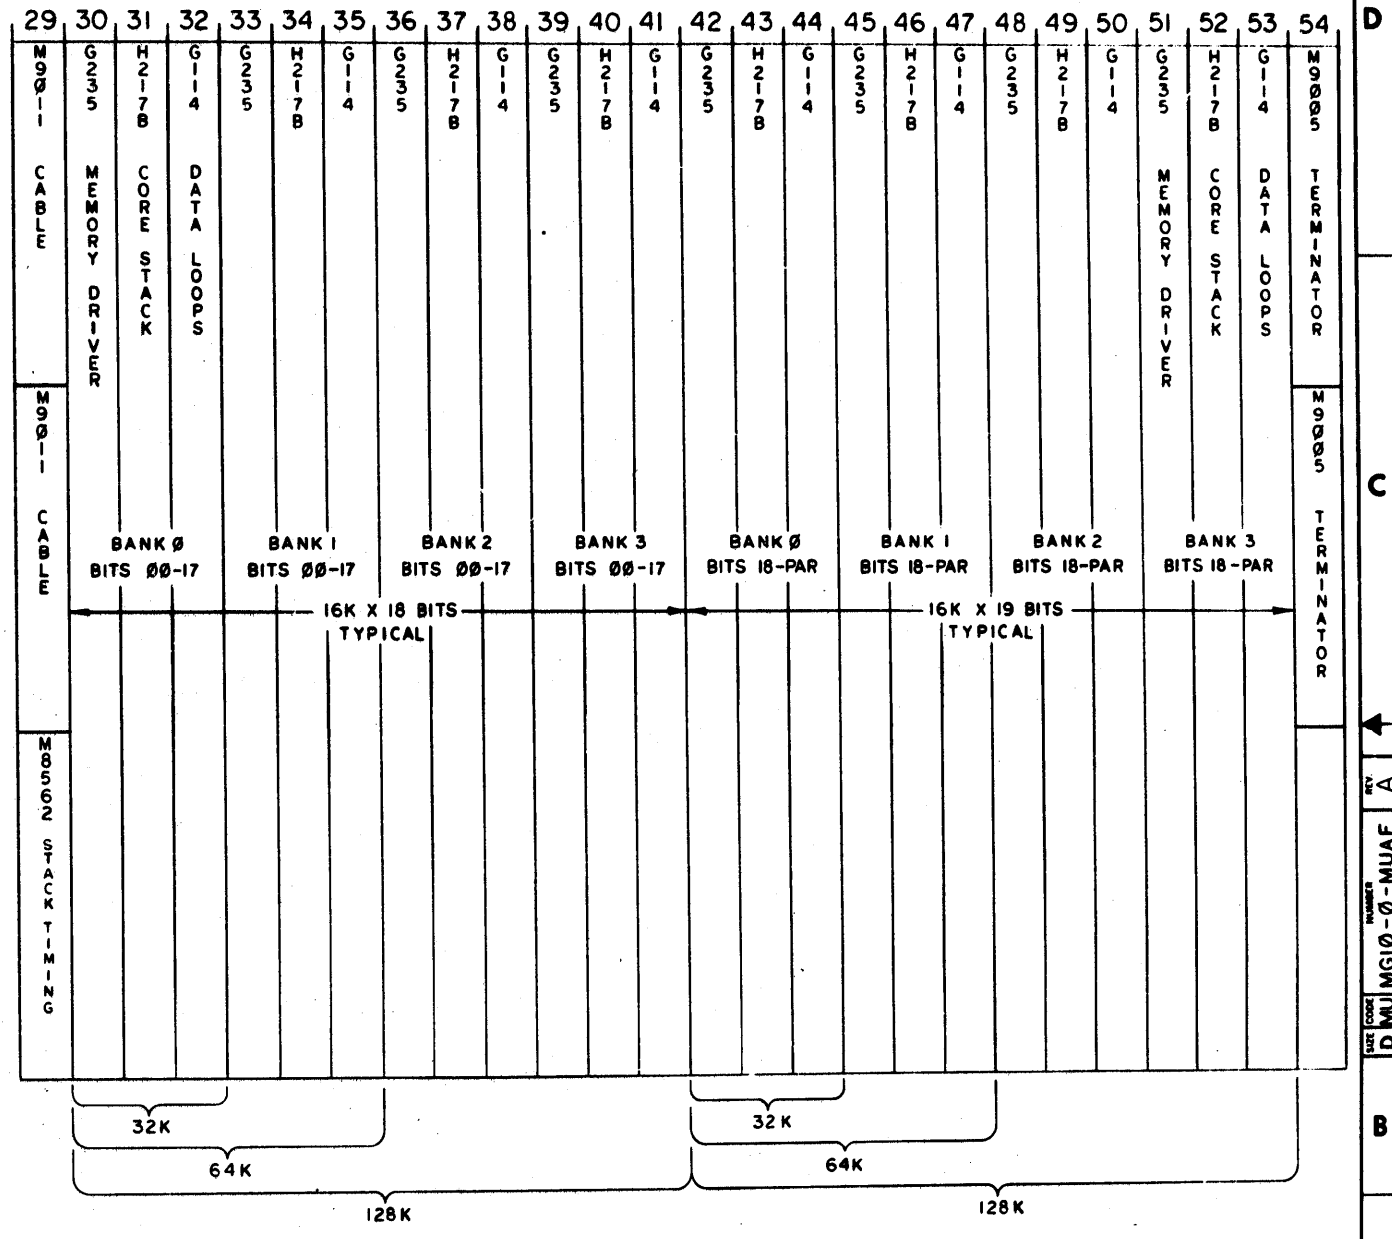 29 30 31 32 33 34 35 36 37 38 39 40 41 42 43 44 45 46 47 48 49 50 51 52 53 54
M9Ø11 CABLE
M9Ø11 CABLE
M8562 STACK TIMING
G235 MEMORY DRIVER
H217B CORE STACK
G114 DATA LOOPS
G235
H217B
G114
G235
H217B
G114
G235
H217B
G114
G235
H217B
G114
G235
H217B
G114
G235
H217B
G114
G235 MEMORY DRIVER
H217B CORE STACK
G114 DATA LOOPS
M9ØØ5 TERMINATOR
M9ØØ5 TERMINATOR
BANK Ø
BITS ØØ-17
BANK 1
BITS ØØ-17
BANK 2
BITS ØØ-17
BANK 3
BITS ØØ-17
BANK Ø
BITS 18-PAR
BANK 1
BITS 18-PAR
BANK 2
BITS 18-PAR
BANK 3
BITS 18-PAR
16K X 18 BITS
TYPICAL
16K X 19 BITS
TYPICAL
32K
64K
128K
32K
64K
128K
D
C
B
REV.
A
NUMBER
MG1Ø-Ø-MUAF
CODE
MU
SIZE
D